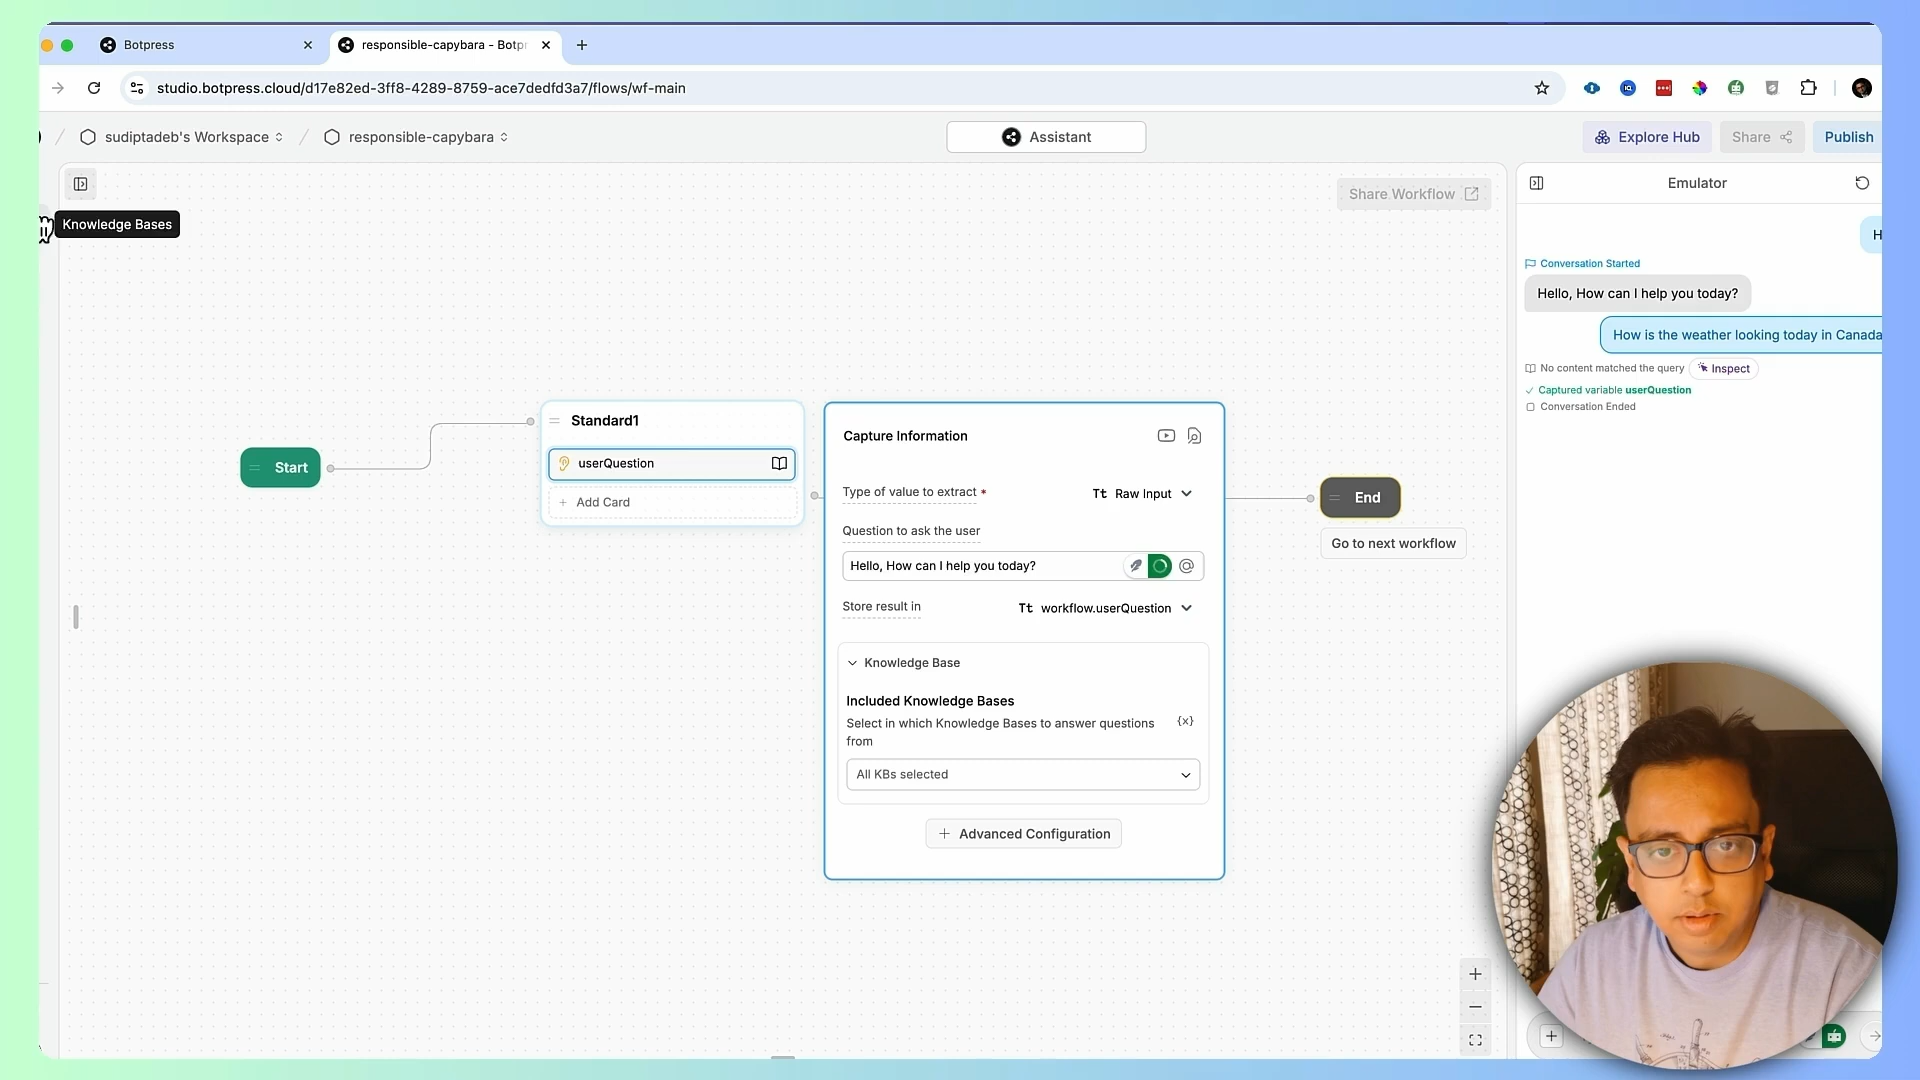 Botpress
responsible-capybara - Botp
studio.botpress.cloud/d17e82ed-3ff8-4289-8759-ace7dedfd3a7/flows/wf-main
sudiptadeb's Workspace
responsible-capybara
Assistant
Explore Hub
Share
Publish
Knowledge Bases
Share Workflow
Emulator
H
Conversation Started
Hello, How can I help you today?
How is the weather looking today in Canada
No content matched the query
Inspect
Captured variable userQuestion
Conversation Ended
Start
Standard1
userQuestion
+ Add Card
Capture Information
Type of value to extract *
Tt Raw Input
Question to ask the user
Hello, How can I help you today?
Store result in
Tt workflow.userQuestion
Knowledge Base
Included Knowledge Bases
Select in which Knowledge Bases to answer questions
from
{x}
All KBs selected
+ Advanced Configuration
End
Go to next workflow